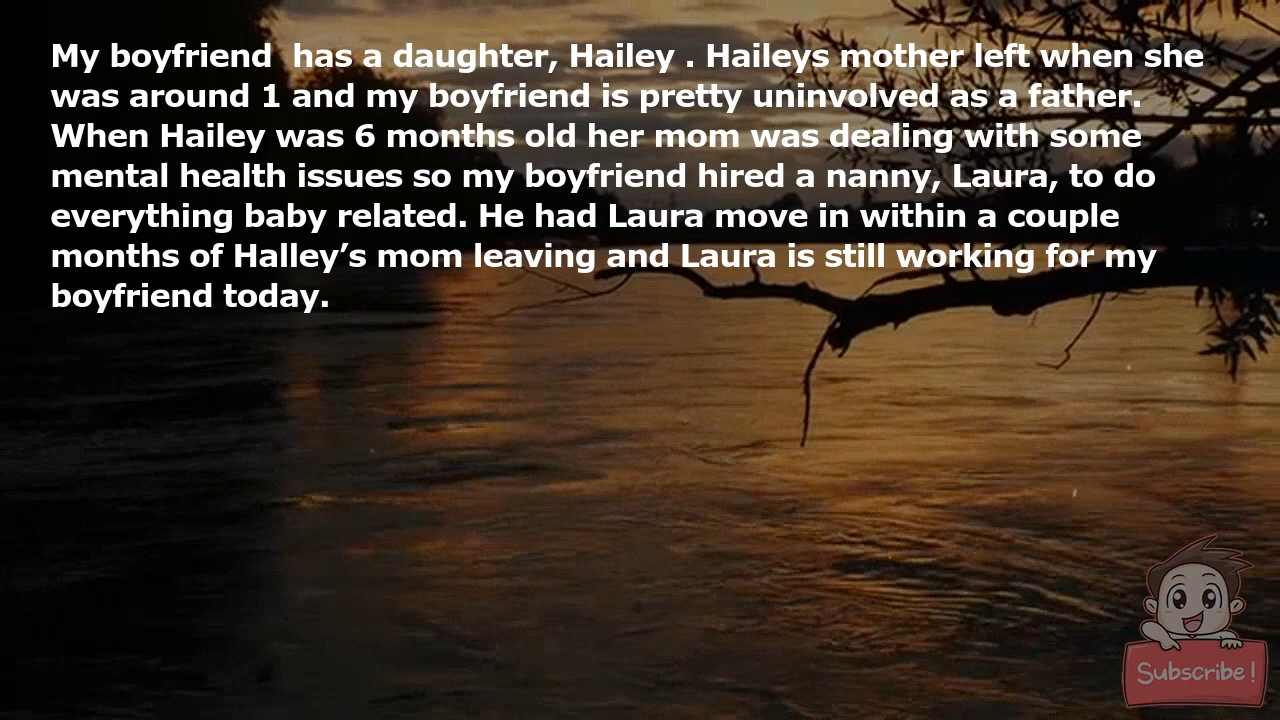 My boyfriend  has a daughter, Hailey . Haileys mother left when she
was around 1 and my boyfriend is pretty uninvolved as a father.
When Hailey was 6 months old her mom was dealing with some
mental health issues so my boyfriend hired a nanny, Laura, to do
everything baby related. He had Laura move in within a couple
months of Halley’s mom leaving and Laura is still working for my
boyfriend today.
Subscribe!